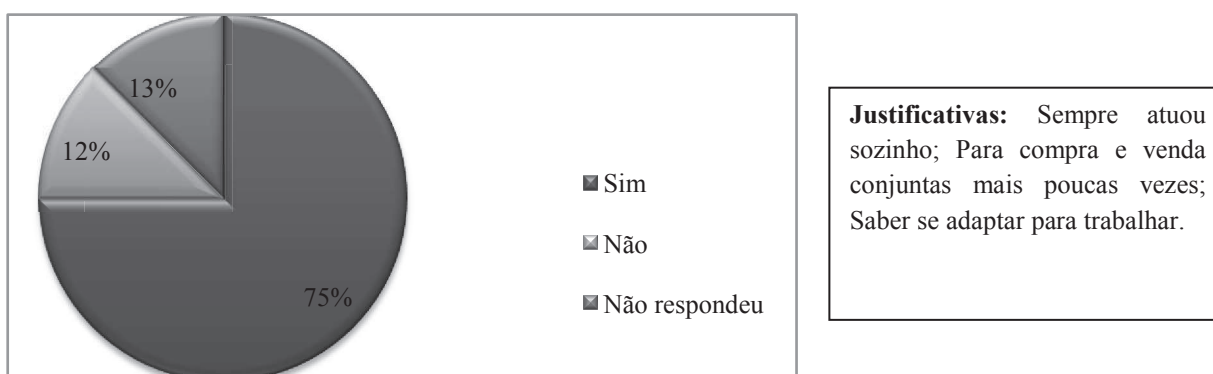 13%
12%
75%
Sim
Não
Não respondeu
Justificativas: Sempre atuou
sozinho; Para compra e venda
conjuntas mais poucas vezes;
Saber se adaptar para trabalhar.